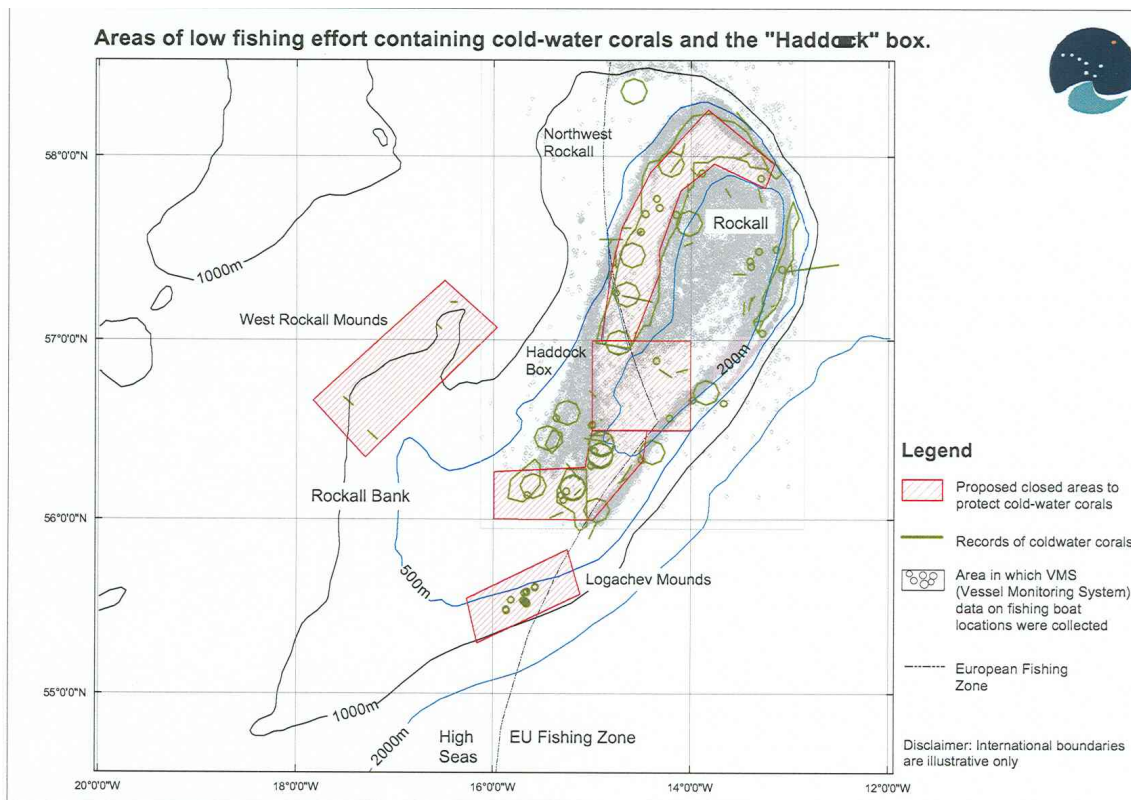 Areas of low fishing effort containing cold-water corals and the "Haddock" box.
58°0'0"N
57°0'0"N
56°0'0"N
55°0'0"N
Northwest
Rockall
Rockall
1000m
West Rockall Mounds
Haddock
Box
200m
Rockall Bank
500m
Logachev Mounds
1000m
2000m
High
Seas
EU Fishing Zone
20°0'0"W
18°0'0"W
16°0'0"W
14°0'0"W
12°0'0"W
Legend
Proposed closed areas to
protect cold-water corals
Records of coldwater corals
Area in which VMS
(Vessel Monitoring System)
data on fishing boat
locations were collected
European Fishing
Zone
Disclaimer: International boundaries
are illustrative only